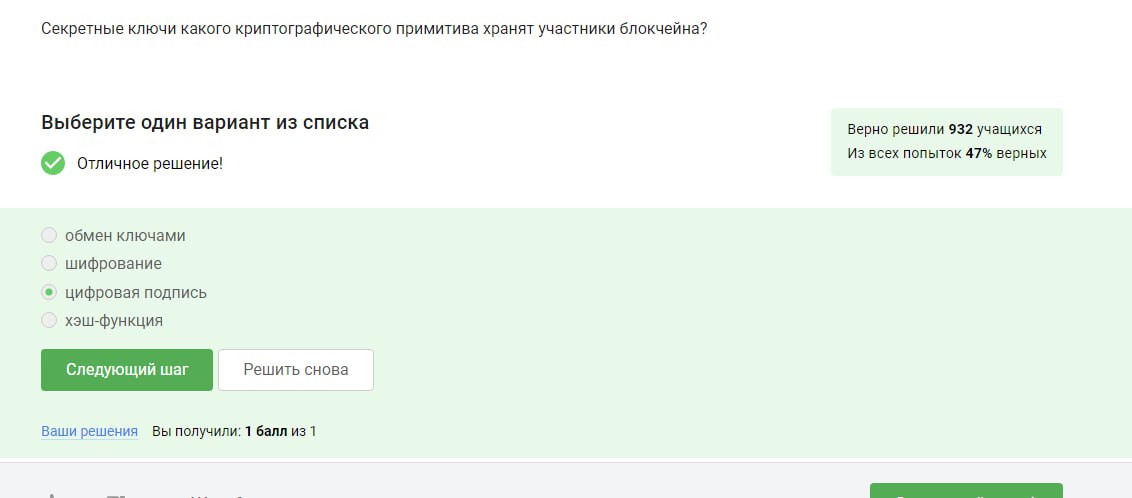 Секретные ключи какого криптографического примитива хранят участники блокчейна?
Выберите один вариант из списка
Отличное решение!
Верно решили 932 учащихся
Из всех попыток 47% верных
обмен ключами
шифрование
цифровая подпись
хэш-функция
Следующий шаг
Решить снова
Ваши решения
Вы получили: 1 балл из 1